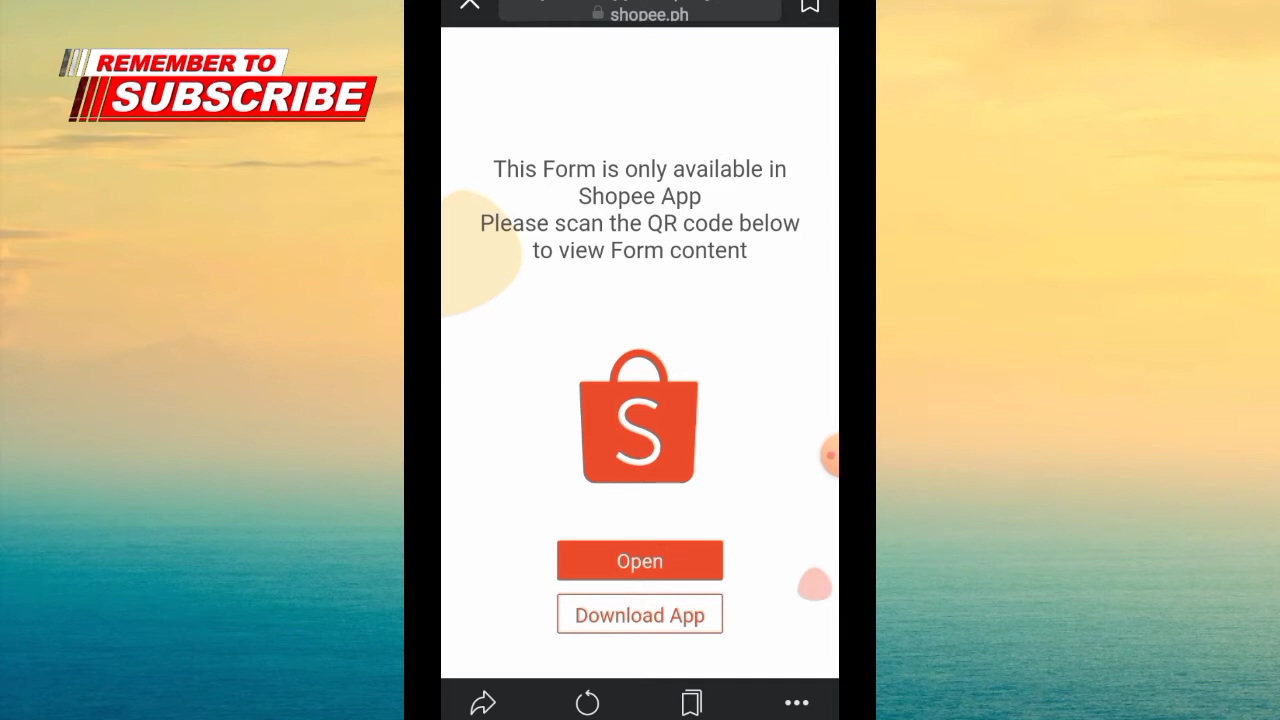 REMEMBER TO
SUBSCRIBE
shopee.ph
This Form is only available in
Shopee App
Please scan the QR code below
to view Form content
S
Open
Download App